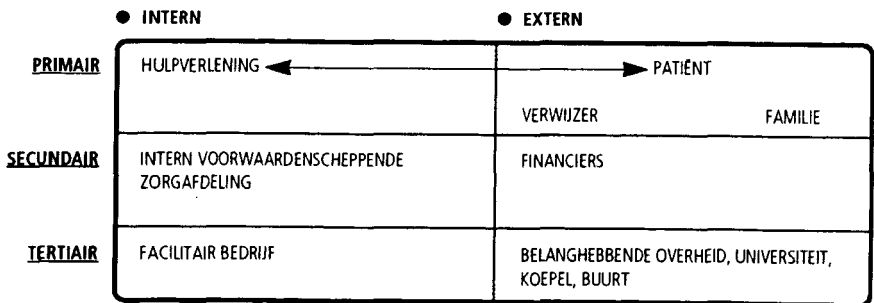 ● INTERN ● EXTERN
PRIMAIR HULPVERLENING PATIËNT
VERWIJZER FAMILIE
SECUNDAIR INTERN VOORWAARDENSCHEPPENDE FINANCIERS
ZORGAFDELING
TERTIAIR FACILITAIR BEDRIJF BELANGHEBBENDE OVERHEID, UNIVERSITEIT,
KOEPEL, BUURT